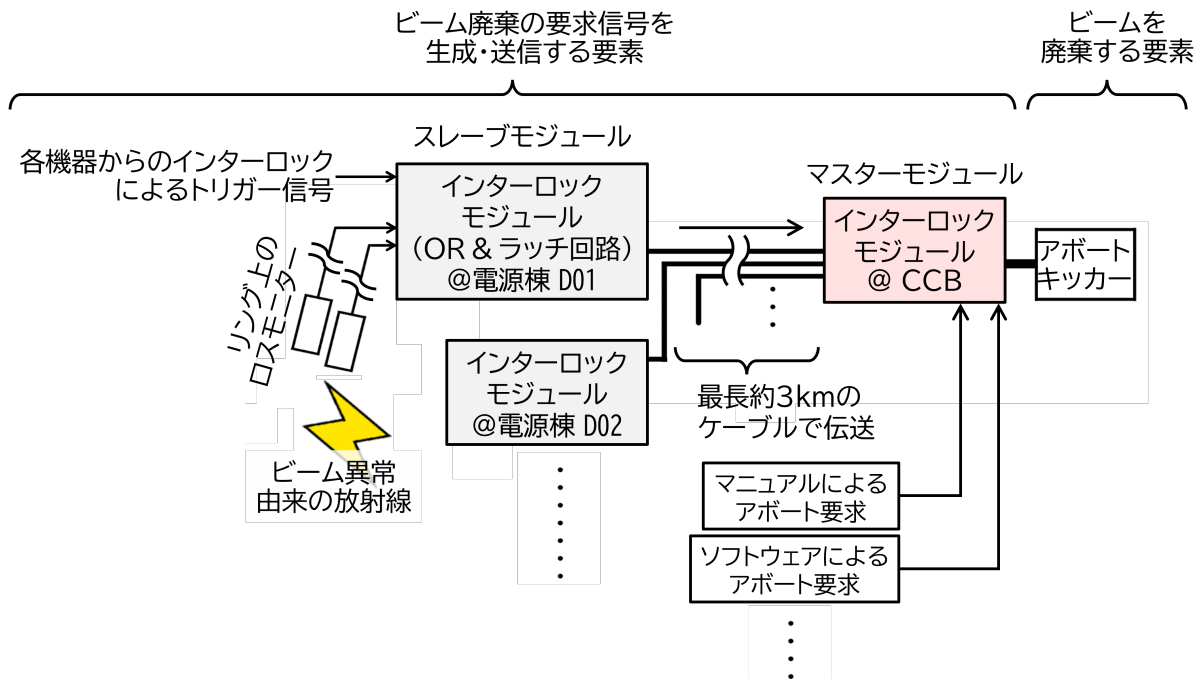 ビーム廃棄の要求信号を
生成・送信する要素
ビームを
廃棄する要素
スレーブモジュール
各機器からのインターロック
によるトリガー信号
インターロック
モジュール
（OR & ラッチ回路）
@電源棟 D01
マスターモジュール
インターロック
モジュール
@ CCB
アボート
キッカー
リング上の
ロスモーター
インターロック
モジュール
@電源棟 D02
最長約3kmの
ケーブルで伝送
ビーム異常
由来の放射線
マニュアルによる
アボート要求
ソフトウェアによる
アボート要求